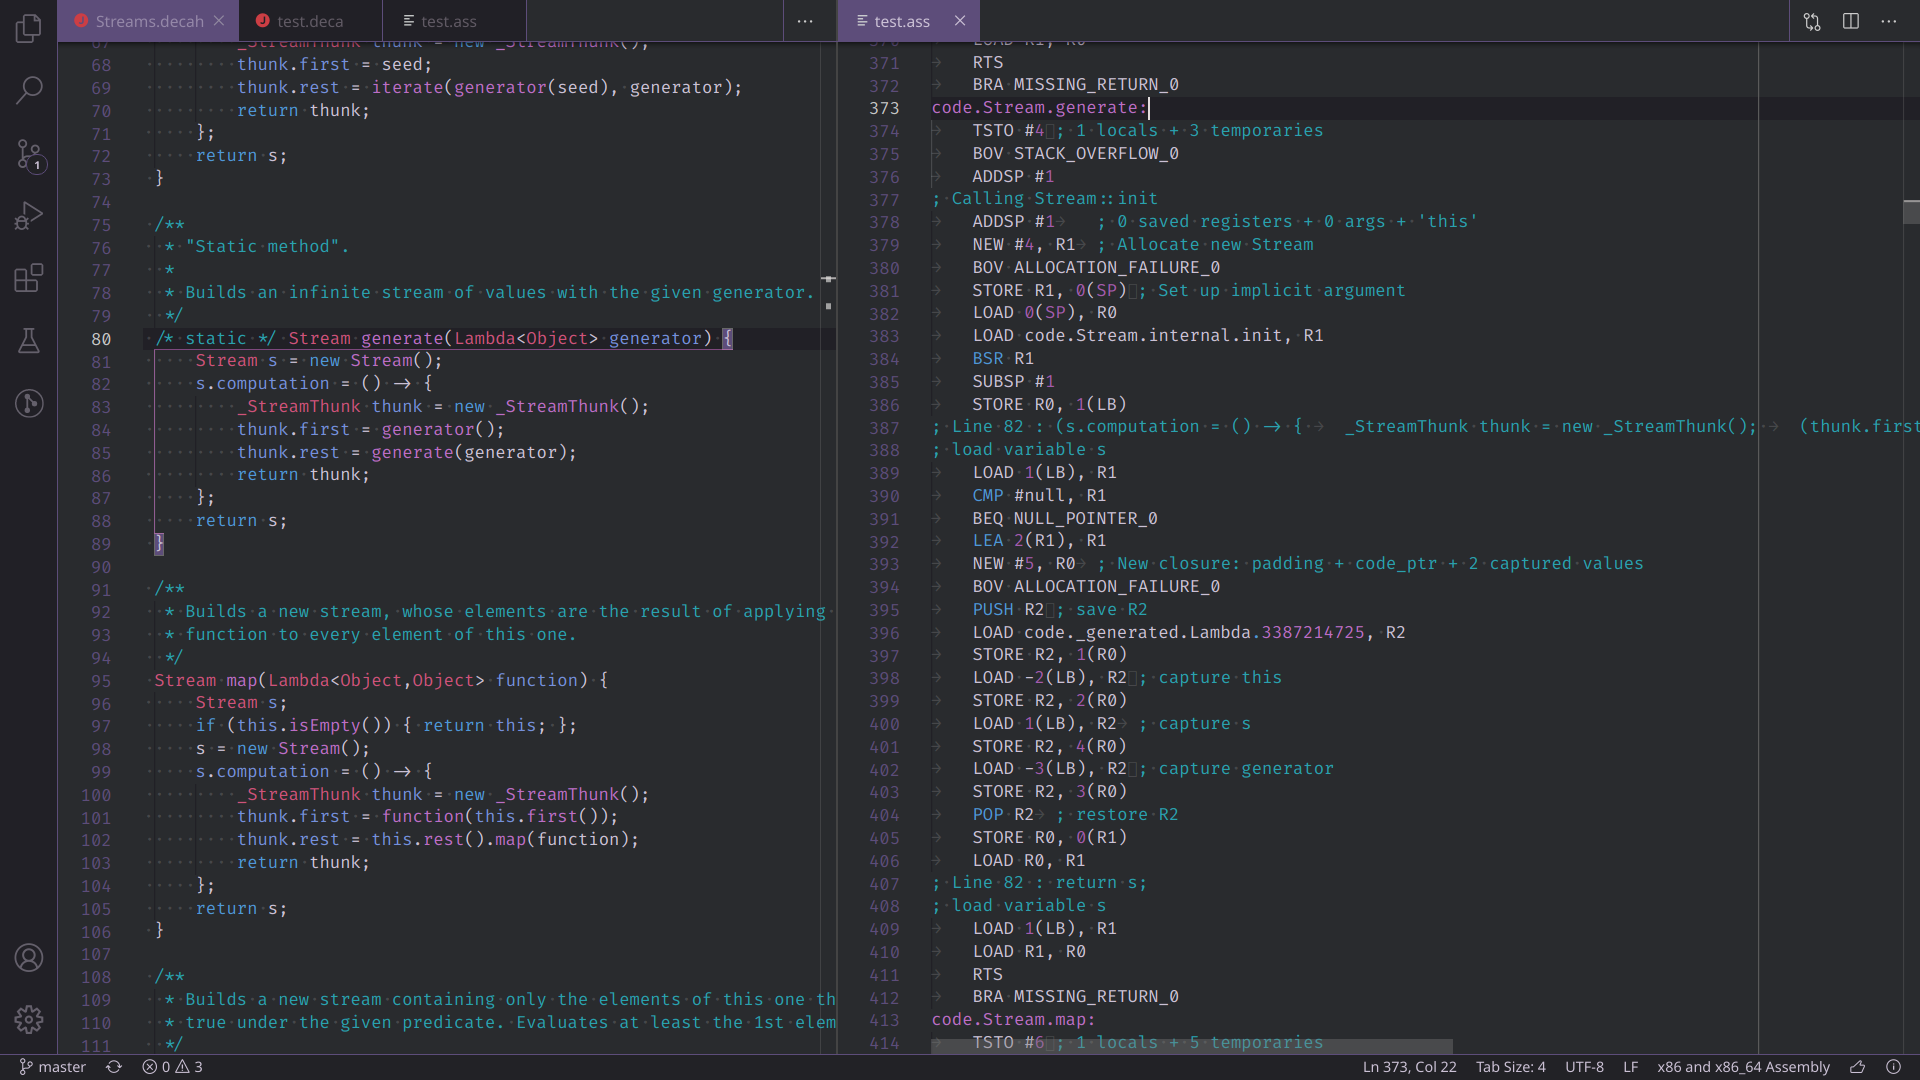 Streams.decah
test.deca
test.ass
···
67 _StreamThunk thunk = new _StreamThunk();
68 thunk.first = seed;
69 thunk.rest = iterate(generator(seed), generator);
70 return thunk;
71 };
72 return s;
73 }
74
75 /**
76 * "Static method".
77 *
78 * Builds an infinite stream of values with the given generator.
79 */
80 /* static */ Stream generate(Lambda<Object> generator) {
81 Stream s = new Stream();
82 s.computation = () -> {
83 _StreamThunk thunk = new _StreamThunk();
84 thunk.first = generator();
85 thunk.rest = generate(generator);
86 return thunk;
87 };
88 return s;
89 }
90
91 /**
92 * Builds a new stream, whose elements are the result of applying
93 * function to every element of this one.
94 */
95 Stream map(Lambda<Object,Object> function) {
96 Stream s;
97 if (this.isEmpty()) { return this; };
98 s = new Stream();
99 s.computation = () -> {
100 _StreamThunk thunk = new _StreamThunk();
101 thunk.first = function(this.first());
102 thunk.rest = this.rest().map(function);
103 return thunk;
104 };
105 return s;
106 }
107
108 /**
109 * Builds a new stream containing only the elements of this one th
110 * true under the given predicate. Evaluates at least the 1st elem
111 */
test.ass
···
370 LOAD R1, R0
371 RTS
372 BRA MISSING_RETURN_0
373 code.Stream.generate:
374 TSTO #4 ; 1 locals + 3 temporaries
375 BOV STACK_OVERFLOW_0
376 ADDSP #1
377 ; Calling Stream::init
378 ADDSP #1 ; 0 saved registers + 0 args + 'this'
379 NEW #4, R1 ; Allocate new Stream
380 BOV ALLOCATION_FAILURE_0
381 STORE R1, 0(SP) ; Set up implicit argument
382 LOAD 0(SP), R0
383 LOAD code.Stream.internal.init, R1
384 BSR R1
385 SUBSP #1
386 STORE R0, 1(LB)
387 ; Line 82 : (s.computation = () -> { _StreamThunk thunk = new _StreamThunk(); (thunk.first
388 ; load variable s
389 LOAD 1(LB), R1
390 CMP #null, R1
391 BEQ NULL_POINTER_0
392 LEA 2(R1), R1
393 NEW #5, R0 ; New closure: padding + code_ptr + 2 captured values
394 BOV ALLOCATION_FAILURE_0
395 PUSH R2 ; save R2
396 LOAD code._generated.Lambda.3387214725, R2
397 STORE R2, 1(R0)
398 LOAD -2(LB), R2 ; capture this
399 STORE R2, 2(R0)
400 LOAD 1(LB), R2 ; capture s
401 STORE R2, 4(R0)
402 LOAD -3(LB), R2 ; capture generator
403 STORE R2, 3(R0)
404 POP R2 ; restore R2
405 STORE R0, 0(R1)
406 LOAD R0, R1
407 ; Line 82 : return s;
408 ; load variable s
409 LOAD 1(LB), R1
410 LOAD R1, R0
411 RTS
412 BRA MISSING_RETURN_0
413 code.Stream.map:
414 TSTO #6 ; 1 locals + 5 temporaries
1
master
0
3
Ln 373, Col 22
Tab Size: 4
UTF-8
LF
x86 and x86_64 Assembly